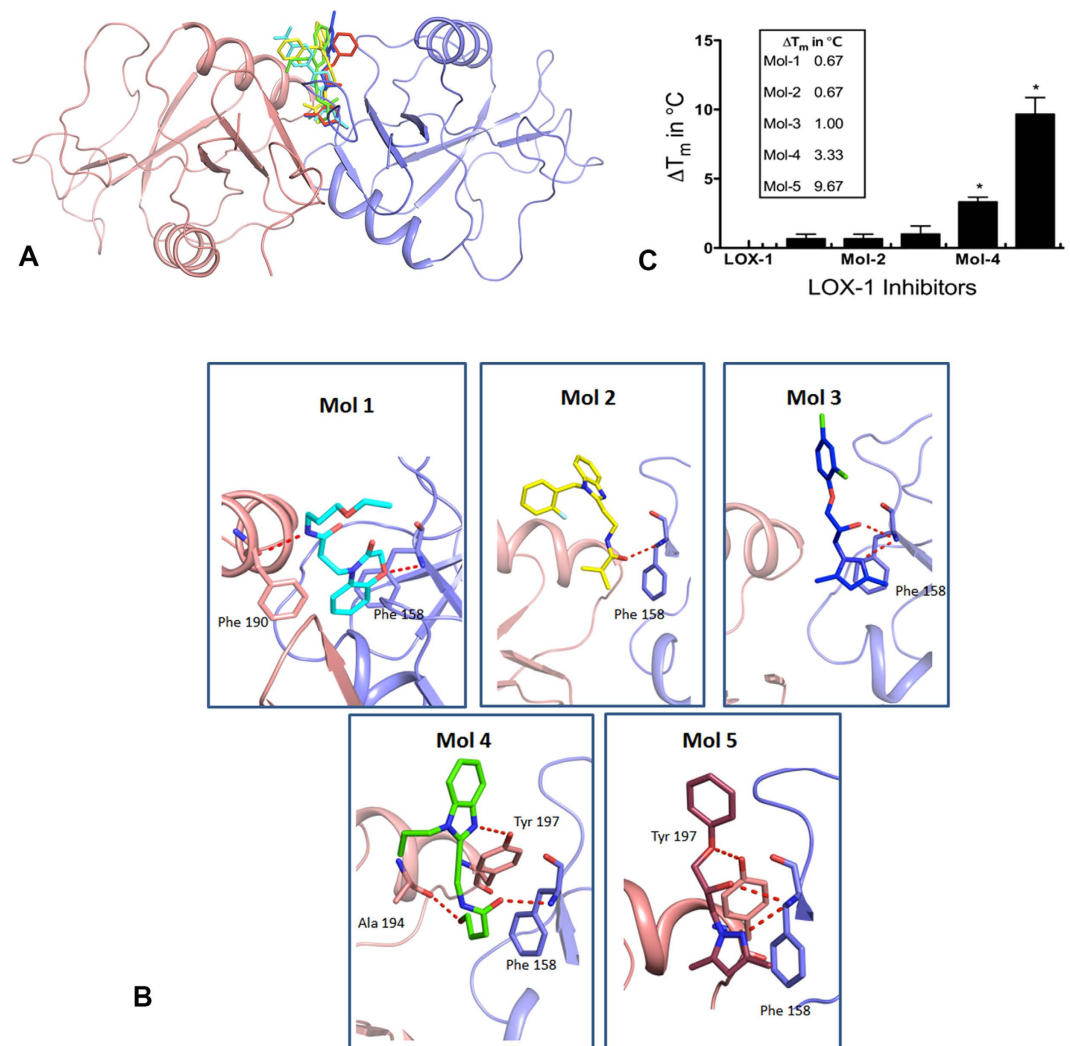 A
15
10
5
0
ΔTm in °C
ΔTm in °C
Mol-1 0.67
Mol-2 0.67
Mol-3 1.00
Mol-4 3.33
Mol-5 9.67
*
*
LOX-1 Mol-2 Mol-4
LOX-1 Inhibitors
C
Mol 1
Phe 190
Phe 158
Mol 2
Phe 158
Mol 3
Phe 158
Mol 4
Tyr 197
Ala 194
Phe 158
Mol 5
Tyr 197
Phe 158
B